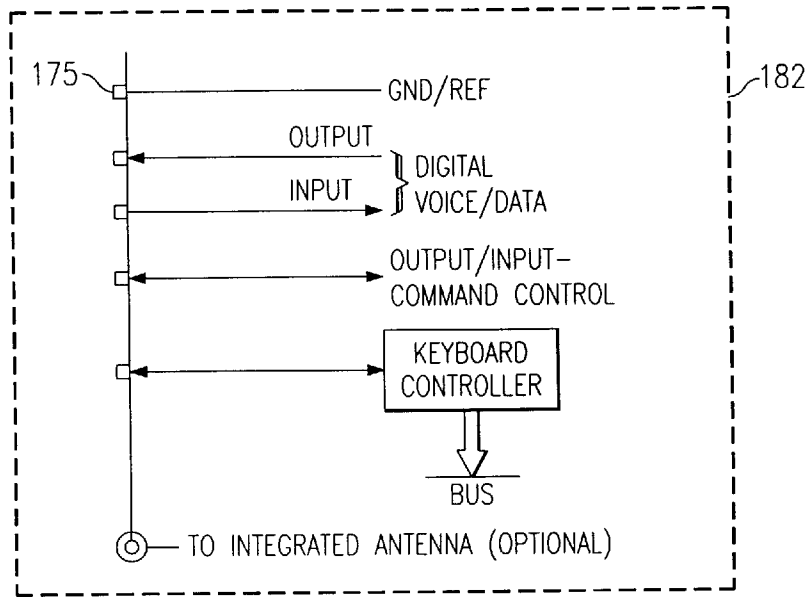 175
GND/REF
182
OUTPUT
DIGITAL
INPUT
VOICE/DATA
OUTPUT/INPUT-
COMMAND CONTROL
KEYBOARD
CONTROLLER
BUS
TO INTEGRATED ANTENNA (OPTIONAL)